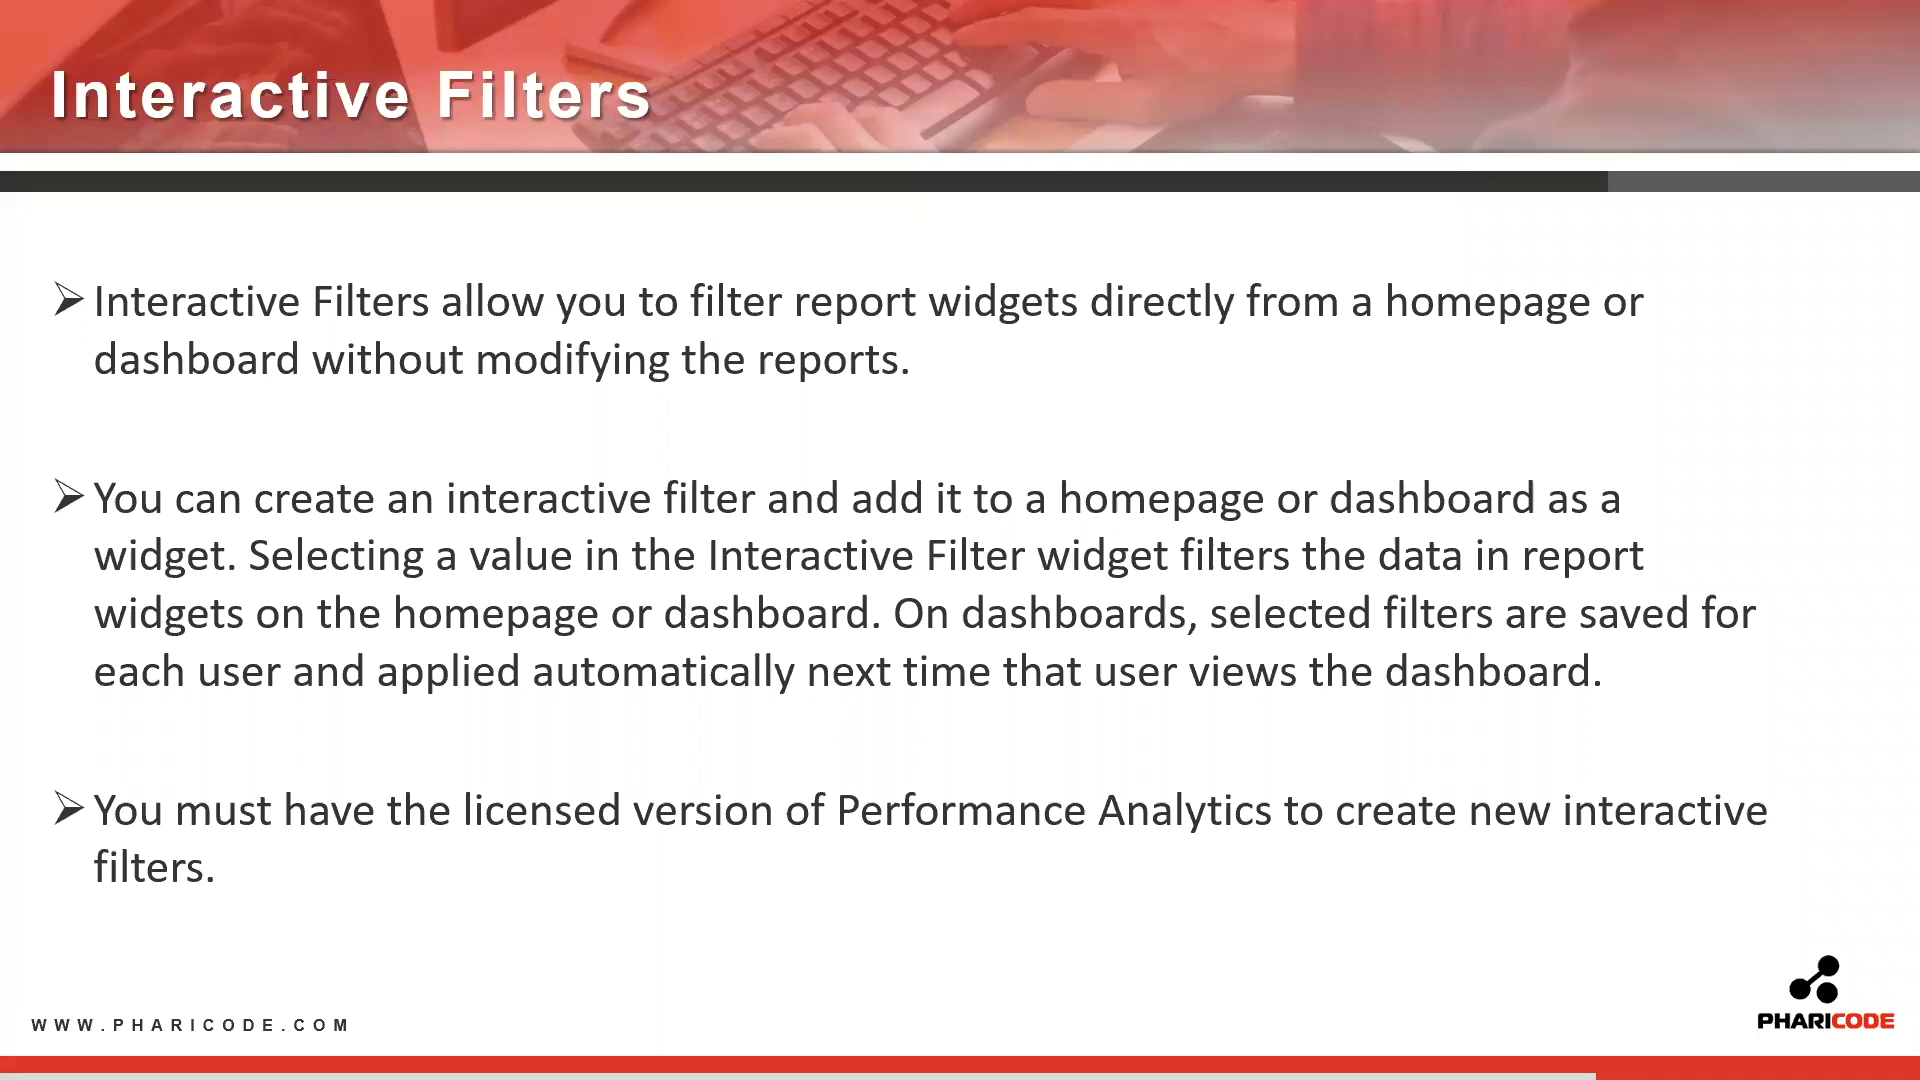 Interactive Filters
Interactive Filters allow you to filter report widgets directly from a homepage or
dashboard without modifying the reports.
You can create an interactive filter and add it to a homepage or dashboard as a
widget. Selecting a value in the Interactive Filter widget filters the data in report
widgets on the homepage or dashboard. On dashboards, selected filters are saved for
each user and applied automatically next time that user views the dashboard.
You must have the licensed version of Performance Analytics to create new interactive
filters.
WWW.PHARICODE.COM
PHARICODE